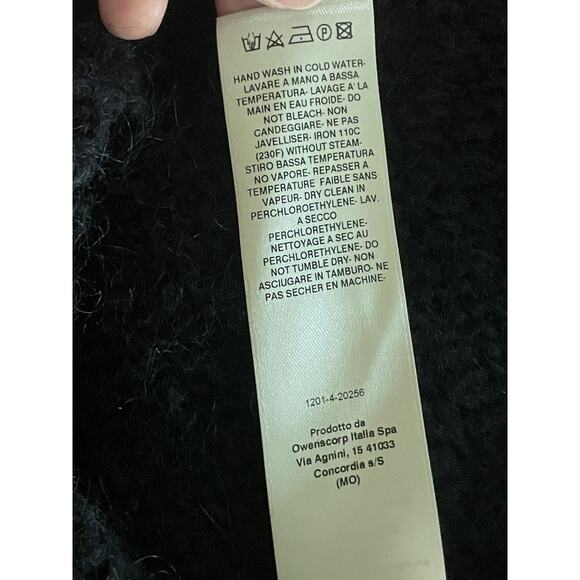 HAND WASH IN COLD WATER-
LAVARE A MANO A BASSA
TEMPERATURA- LAVAGE A' LA
MAIN EN EAU FROIDE- DO
NOT BLEACH- NON
CANDEGGIARE- NE PAS
JAVELLISER- IRON 110C
(230F) WITHOUT STEAM-
STIRO BASSA TEMPERATURA
NO VAPORE- REPASSER A
TEMPERATURE FAIBLE SANS
VAPEUR- DRY CLEAN IN
PERCHLOROETHYLENE- LAV.
A SECCO
PERCHLORETHYLENE-
NETTOYAGE A SEC AU
PERCHLORETHYLENE- DO
NOT TUMBLE DRY- NON
ASCIUGARE IN TAMBURO- NE
PAS SECHER EN MACHINE-
1201-4-20256
Prodotto da
Owenscorp Italia Spa
Via Agnini, 15 41033
Concordia s/S
(MO)